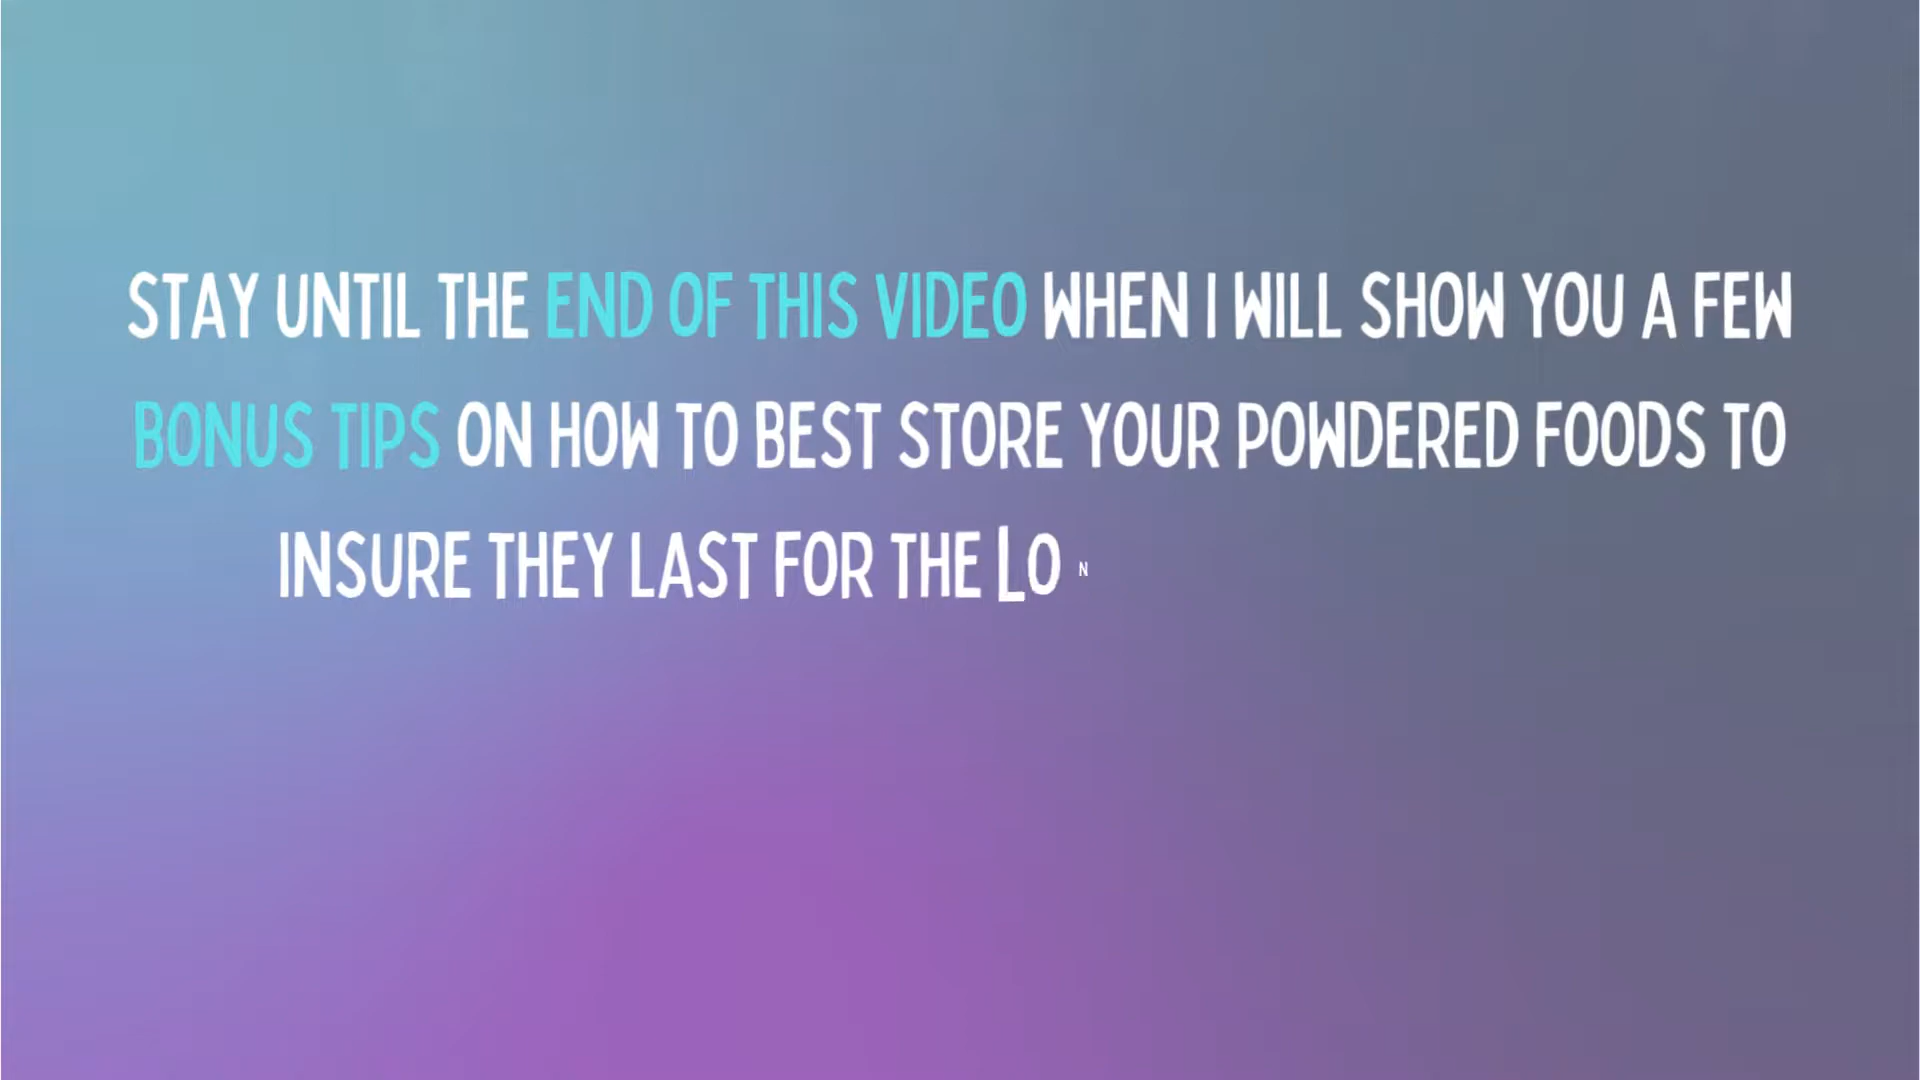 STAY UNTIL THE END OF THIS VIDEO WHEN I WILL SHOW YOU A FEW
BONUS TIPS ON HOW TO BEST STORE YOUR POWDERED FOODS TO
INSURE THEY LAST FOR THE LON